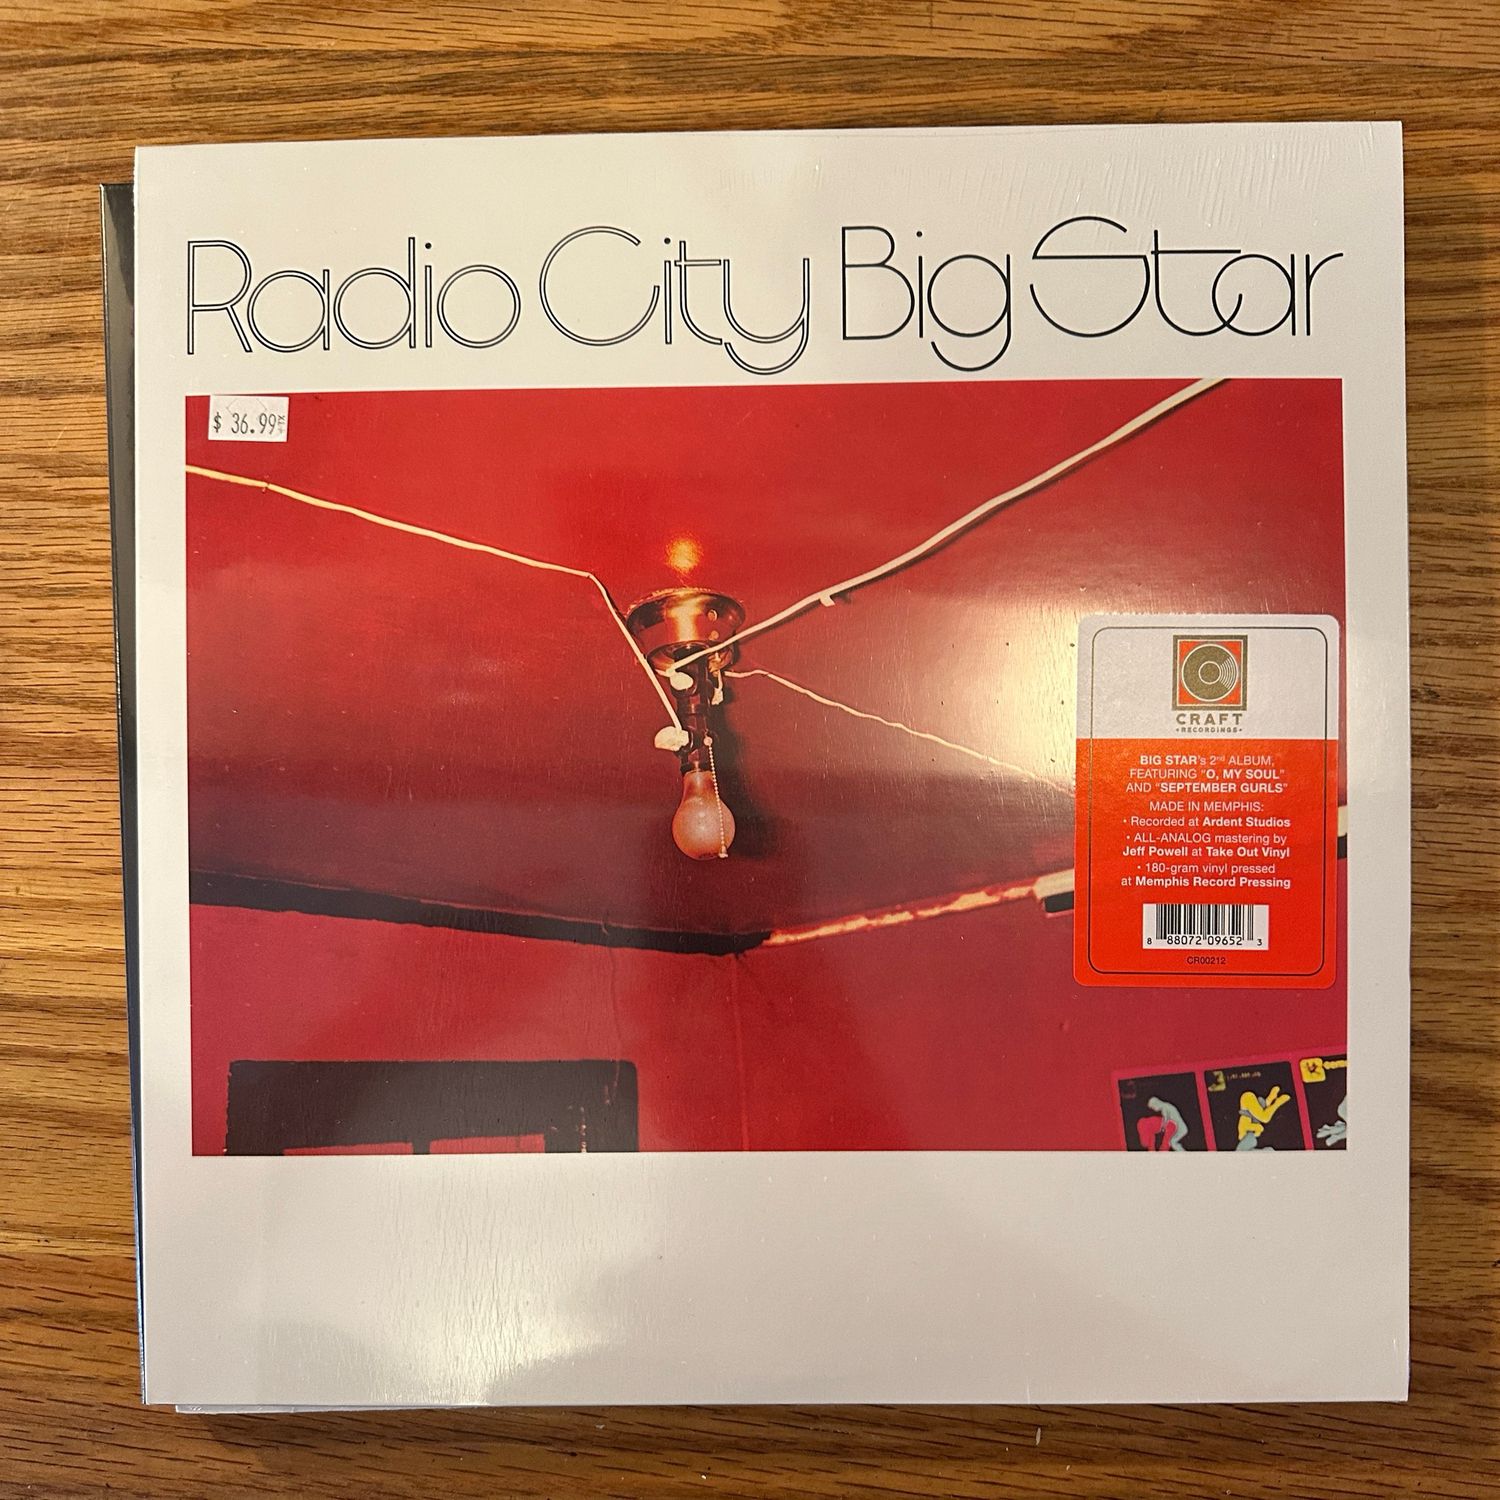 Radio City Big Star
$ 36.99
CRAFT
•RECORDINGS•
BIG STAR's 2nd ALBUM,
FEATURING "O, MY SOUL"
AND "SEPTEMBER GURLS"
MADE IN MEMPHIS:
• Recorded at Ardent Studios
• ALL-ANALOG mastering by
Jeff Powell at Take Out Vinyl
• 180-gram vinyl pressed
at Memphis Record Pressing
8 88072 09652 3
CR00212